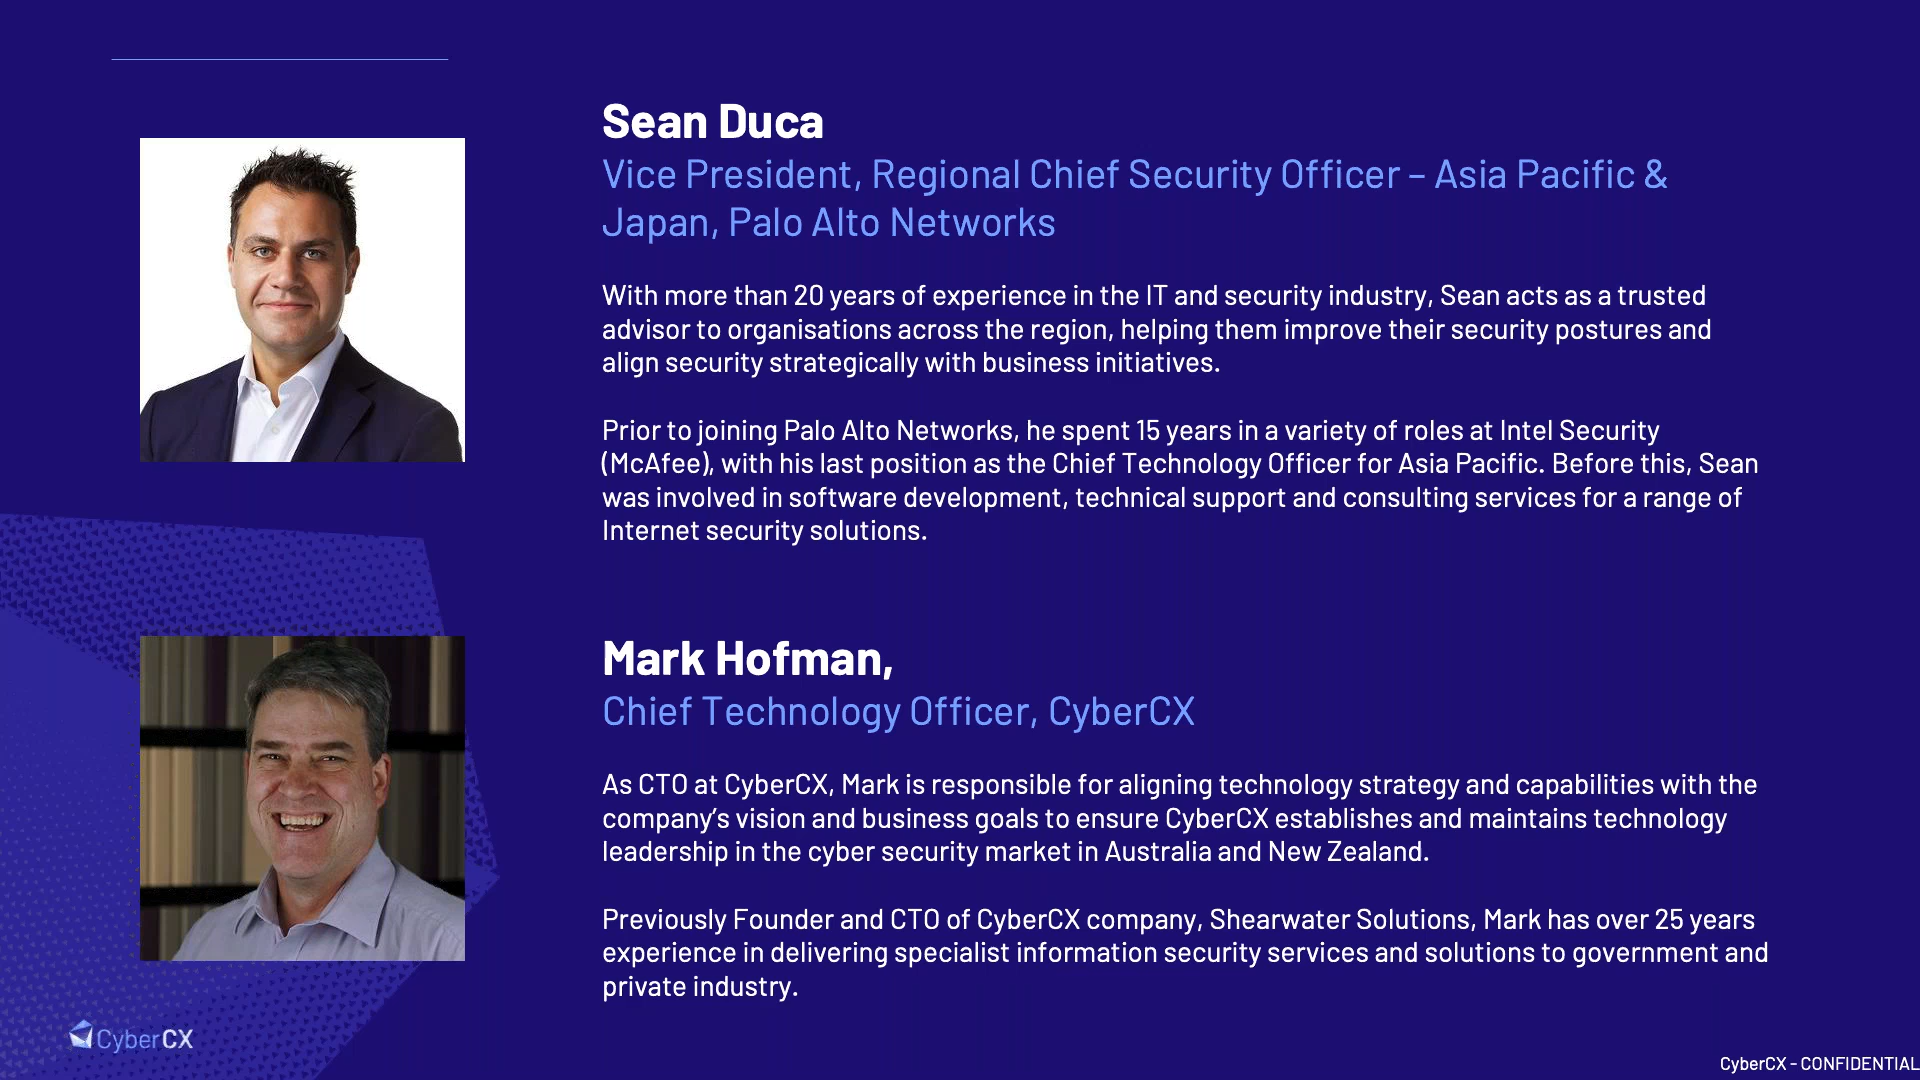 Sean Duca
Vice President, Regional Chief Security Officer – Asia Pacific &
Japan, Palo Alto Networks
With more than 20 years of experience in the IT and security industry, Sean acts as a trusted
advisor to organisations across the region, helping them improve their security postures and
align security strategically with business initiatives.
Prior to joining Palo Alto Networks, he spent 15 years in a variety of roles at Intel Security
(McAfee), with his last position as the Chief Technology Officer for Asia Pacific. Before this, Sean
was involved in software development, technical support and consulting services for a range of
Internet security solutions.
Mark Hofman,
Chief Technology Officer, CyberCX
As CTO at CyberCX, Mark is responsible for aligning technology strategy and capabilities with the
company’s vision and business goals to ensure CyberCX establishes and maintains technology
leadership in the cyber security market in Australia and New Zealand.
Previously Founder and CTO of CyberCX company, Shearwater Solutions, Mark has over 25 years
experience in delivering specialist information security services and solutions to government and
private industry.
CyberCX
CyberCX - CONFIDENTIAL